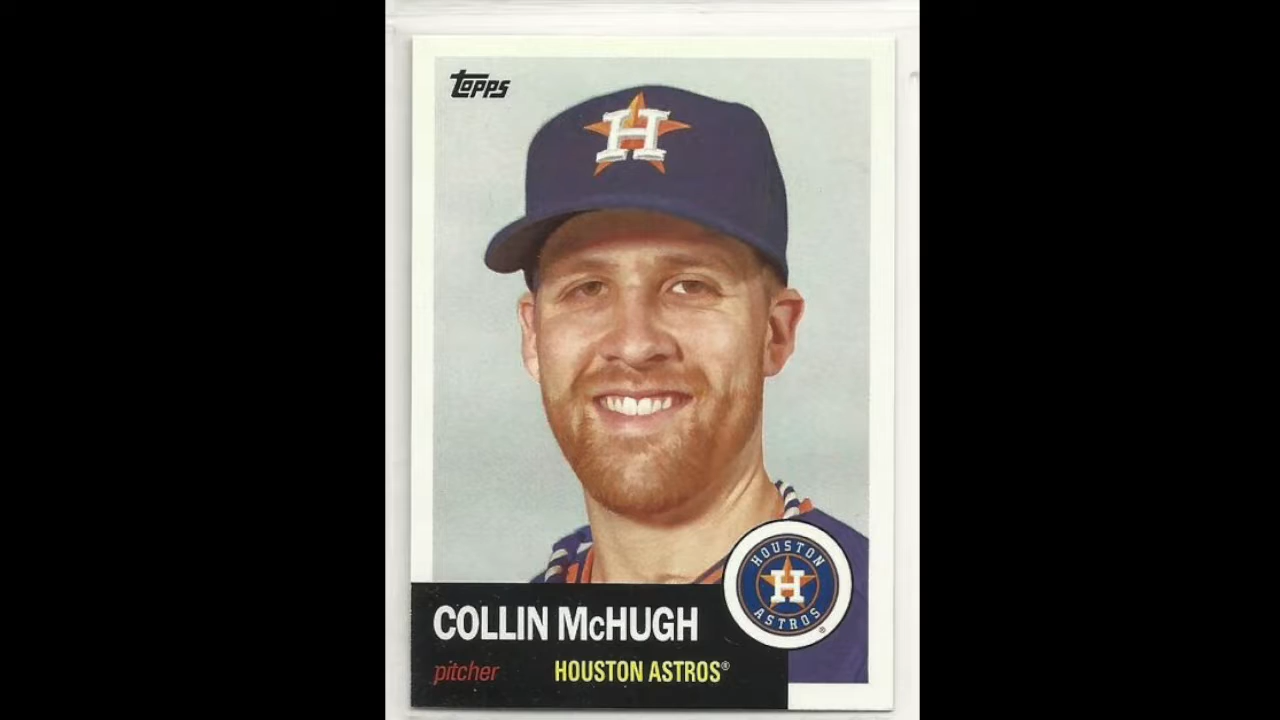 Topps
H
HOUSTON
H
ASTROS®
COLLIN McHUGH
pitcher HOUSTON ASTROS®